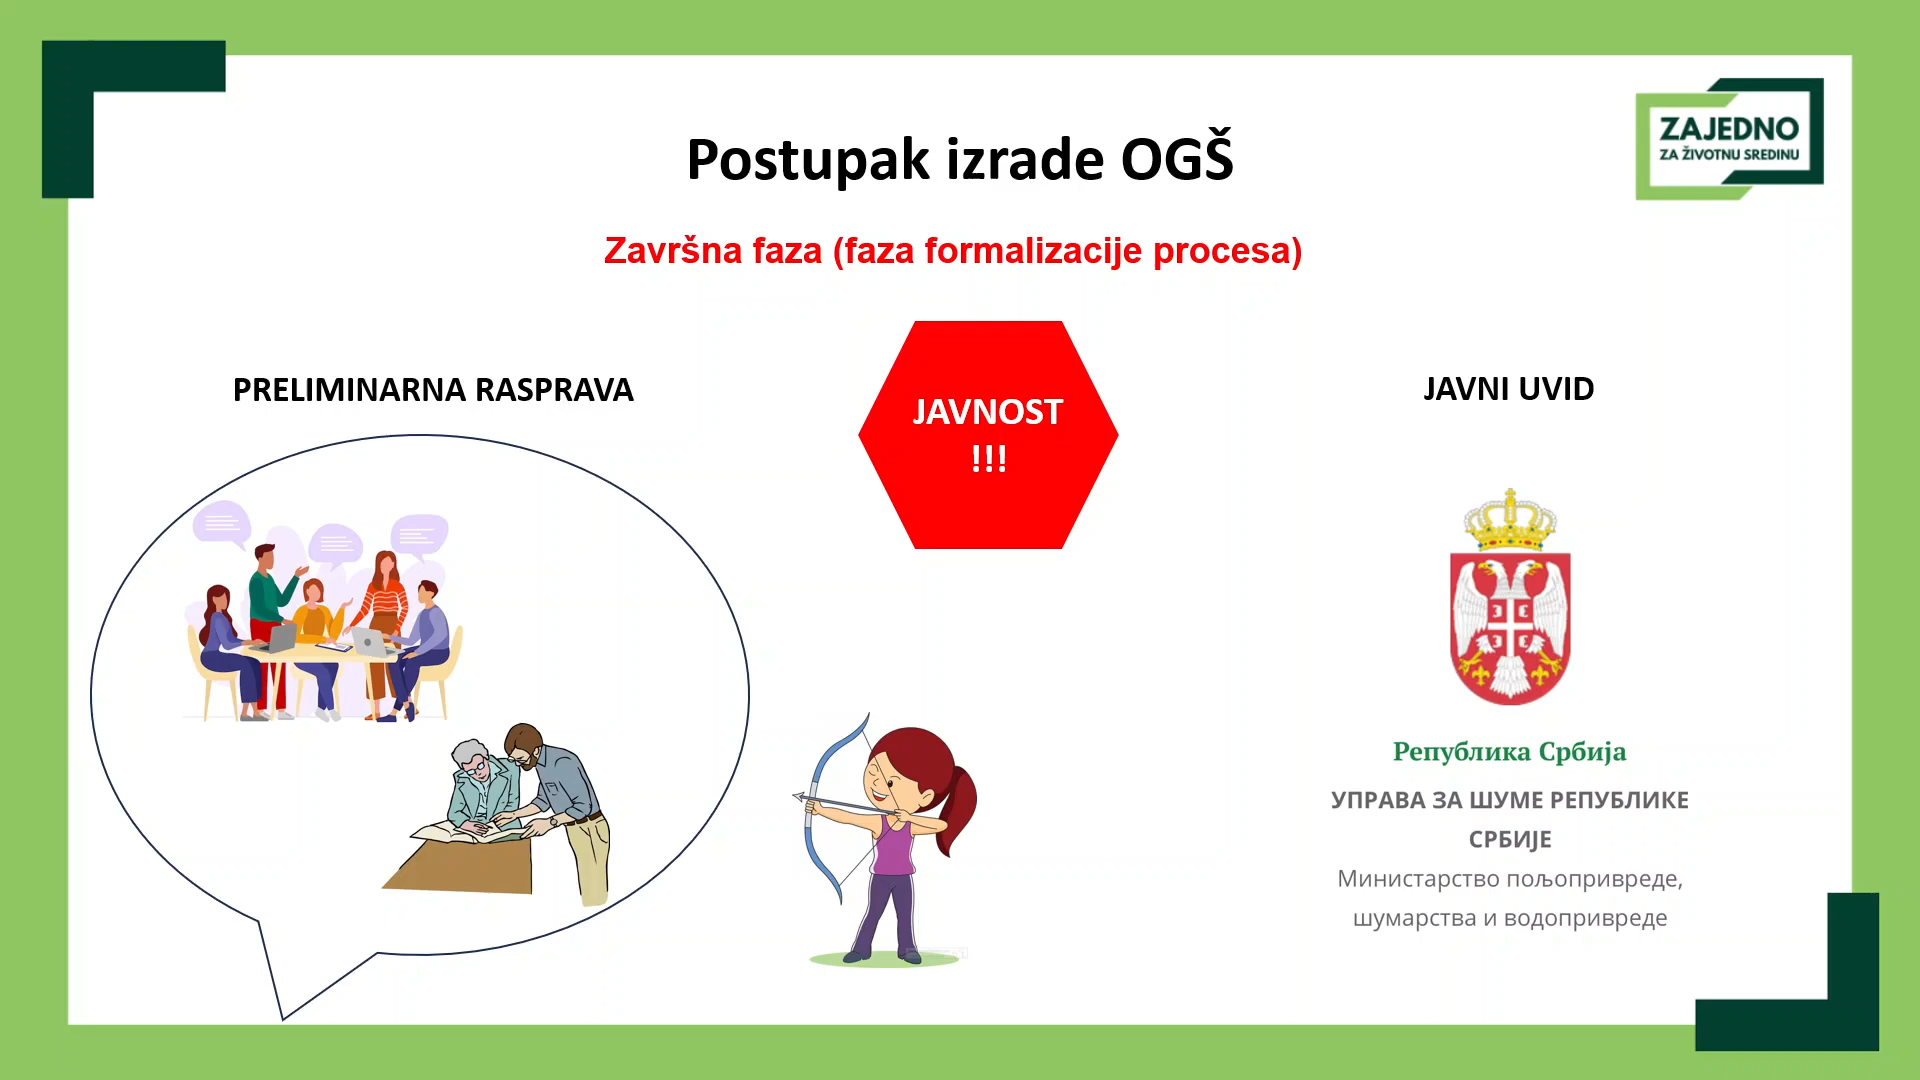 ZAJEDNO
ZA ŽIVOTNU SREDINU
Postupak izrade OGŠ
Završna faza (faza formalizacije procesa)
PRELIMINARNA RASPRAVA
JAVNOST
!!!
JAVNI UVID
Република Србија
УПРАВА ЗА ШУМЕ РЕПУБЛИКЕ
СРБИЈЕ
Министарство пољопривреде,
шумарства и водопривреде